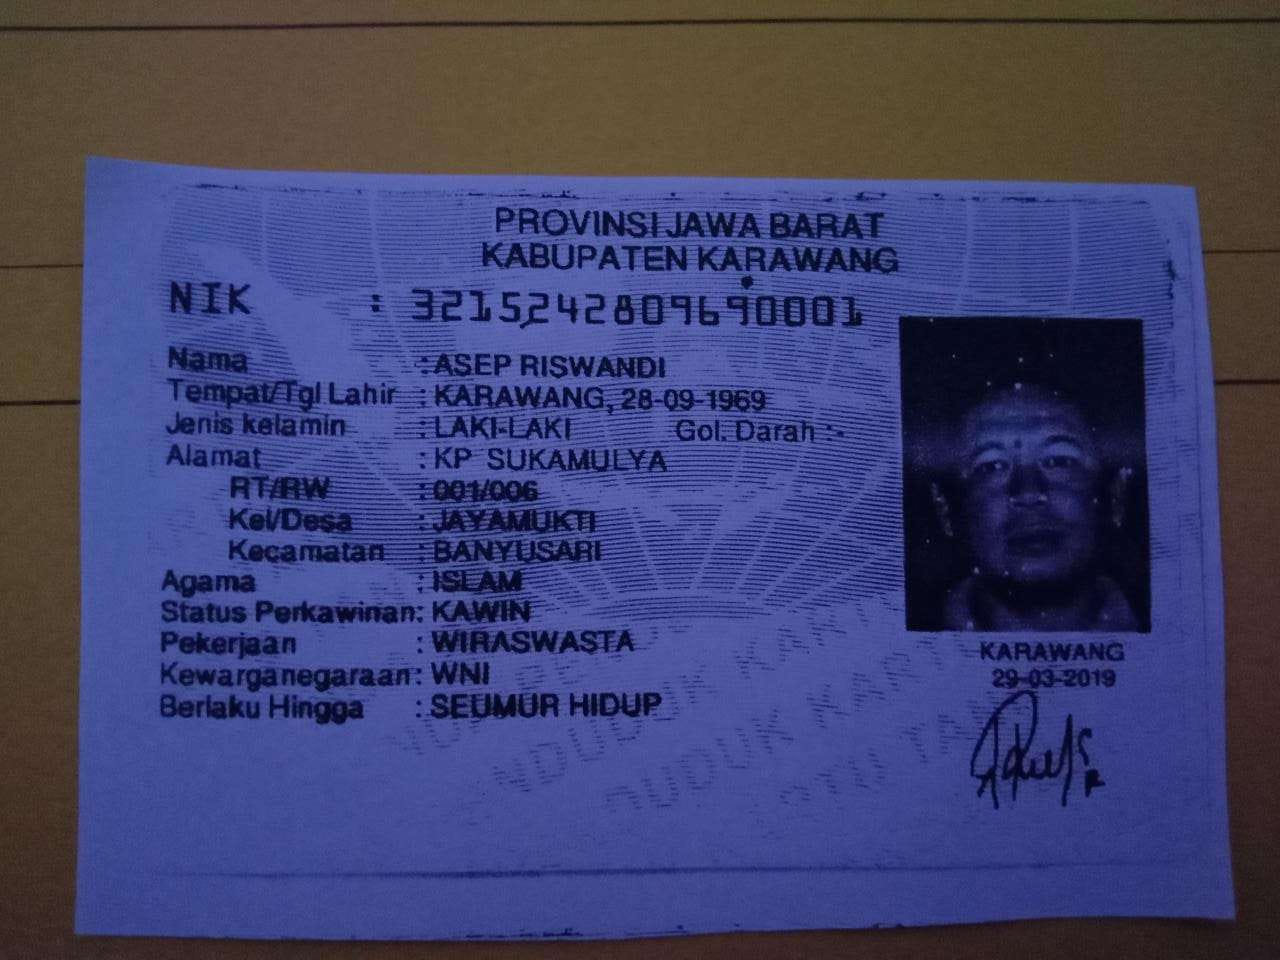 PROVINSI JAWA BARAT
KABUPATEN KARAWANG
NIK : 3215242809690001
Nama : ASEP RISWANDI
Tempat/Tgl Lahir : KARAWANG, 28-09-1969
Jenis kelamin : LAKI-LAKI Gol. Darah :-
Alamat : KP SUKAMULYA
RT/RW : 001/006
Kel/Desa : JAYAMUKTI
Kecamatan : BANYUSARI
Agama : ISLAM
Status Perkawinan: KAWIN
Pekerjaan : WIRASWASTA
Kewarganegaraan: WNI
Berlaku Hingga : SEUMUR HIDUP
KARAWANG
29-03-2019